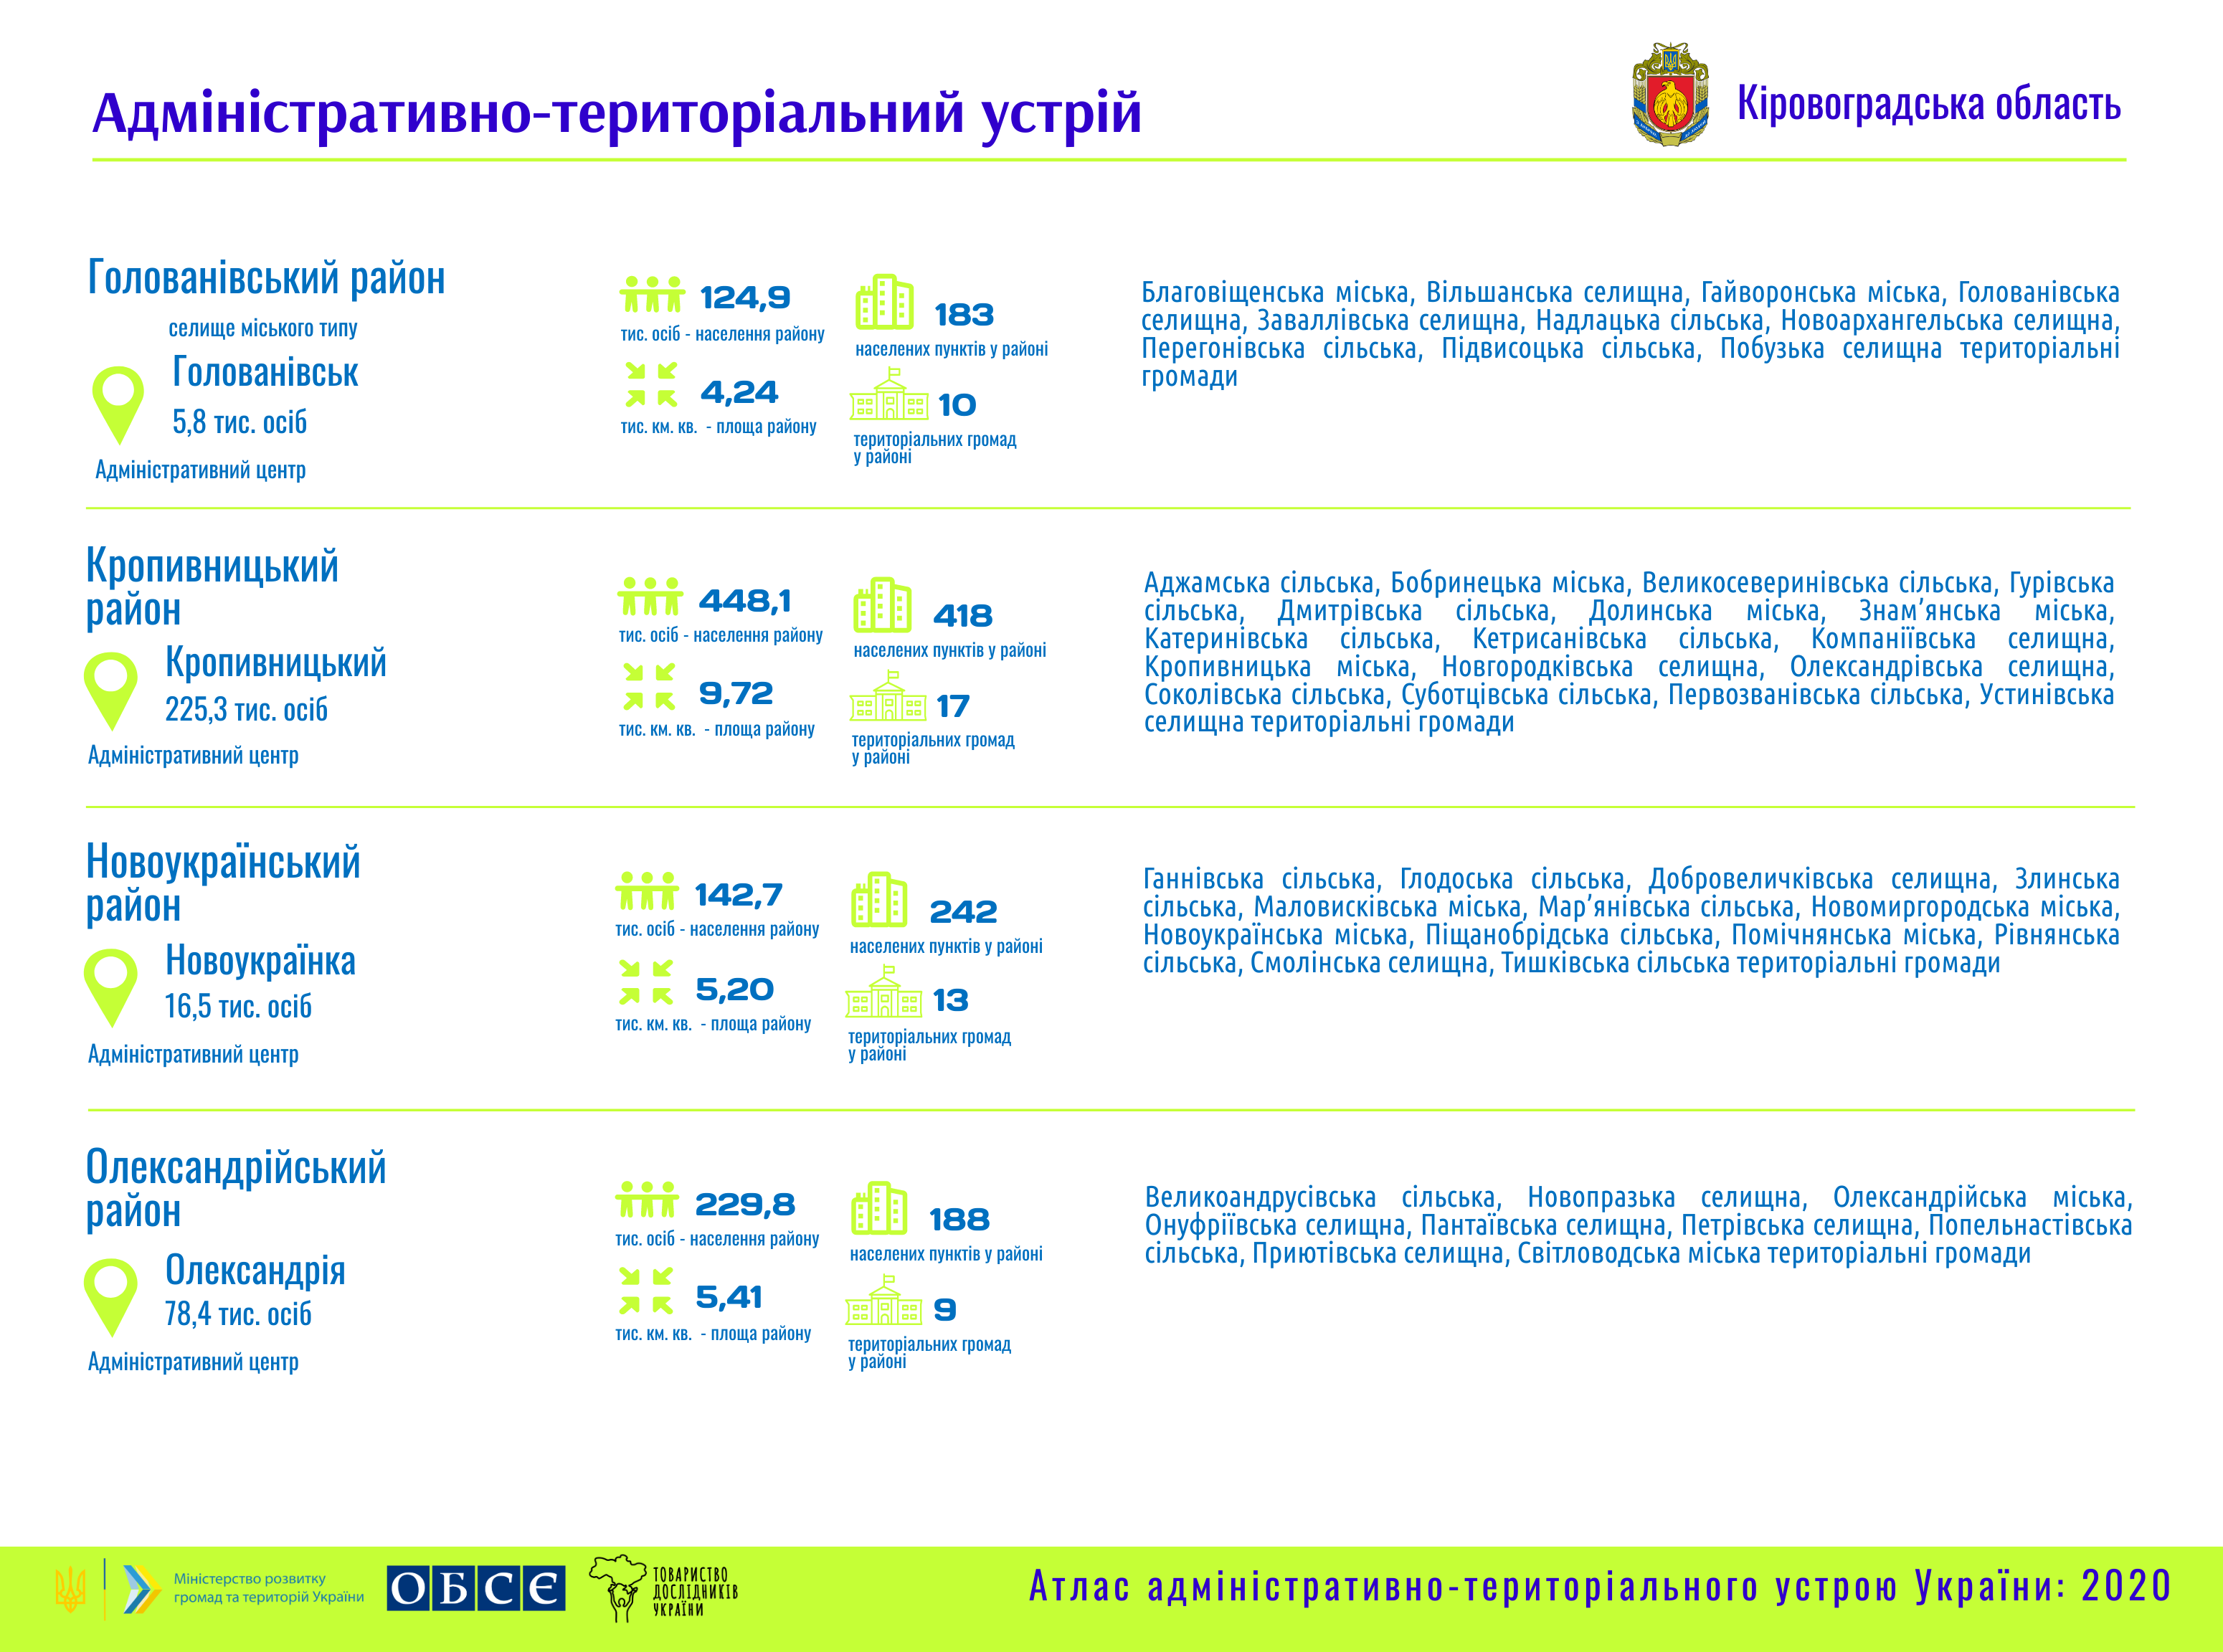 Адміністративно-територіальний устрій
Кіровоградська область
Голованівський район
селище міського типу
Голованівськ
5,8 тис. осіб
Адміністративний центр
124,9
тис. осіб - населення району
4,24
тис. км. кв. - площа району
183
населених пунктів у районі
10
територіальних громад
у районі
Благовіщенська міська, Вільшанська селищна, Гайворонська міська, Голованівська
селищна, Заваллівська селищна, Надлацька сільська, Новоархангельська селищна,
Перегонівська сільська, Підвисоцька сільська, Побузька селищна територіальні
громади
Кропивницький
район
Кропивницький
225,3 тис. осіб
Адміністративний центр
448,1
тис. осіб - населення району
9,72
тис. км. кв. - площа району
418
населених пунктів у районі
17
територіальних громад
у районі
Аджамська сільська, Бобринецька міська, Великосеверинівська сільська, Гурівська
сільська, Дмитрівська сільська, Долинська міська, Знам’янська міська,
Катеринівська сільська, Кетрисанівська сільська, Компаніївська селищна,
Кропивницька міська, Новгородківська селищна, Олександрівська селищна,
Соколівська сільська, Суботцівська сільська, Первозванівська сільська, Устинівська
селищна територіальні громади
Новоукраїнський
район
Новоукраїнка
16,5 тис. осіб
Адміністративний центр
142,7
тис. осіб - населення району
5,20
тис. км. кв. - площа району
242
населених пунктів у районі
13
територіальних громад
у районі
Ганнівська сільська, Глодоська сільська, Добровеличківська селищна, Злинська
сільська, Маловисківська міська, Мар’янівська сільська, Новомиргородська міська,
Новоукраїнська міська, Піщанобрідська сільська, Помічнянська міська, Рівнянська
сільська, Смолінська селищна, Тишківська сільська територіальні громади
Олександрійський
район
Олександрія
78,4 тис. осіб
Адміністративний центр
229,8
тис. осіб - населення району
5,41
тис. км. кв. - площа району
188
населених пунктів у районі
9
територіальних громад
у районі
Великоандрусівська сільська, Новопразька селищна, Олександрійська міська,
Онуфріївська селищна, Пантаївська селищна, Петрівська селищна, Попельнастівська
сільська, Приютівська селищна, Світловодська міська територіальні громади
Міністерство розвитку
громад та територій України
ОБСЄ
ТОВАРИСТВО
ДОСЛІДНИКІВ
УКРАЇНИ
Атлас адміністративно-територіального устрою України: 2020